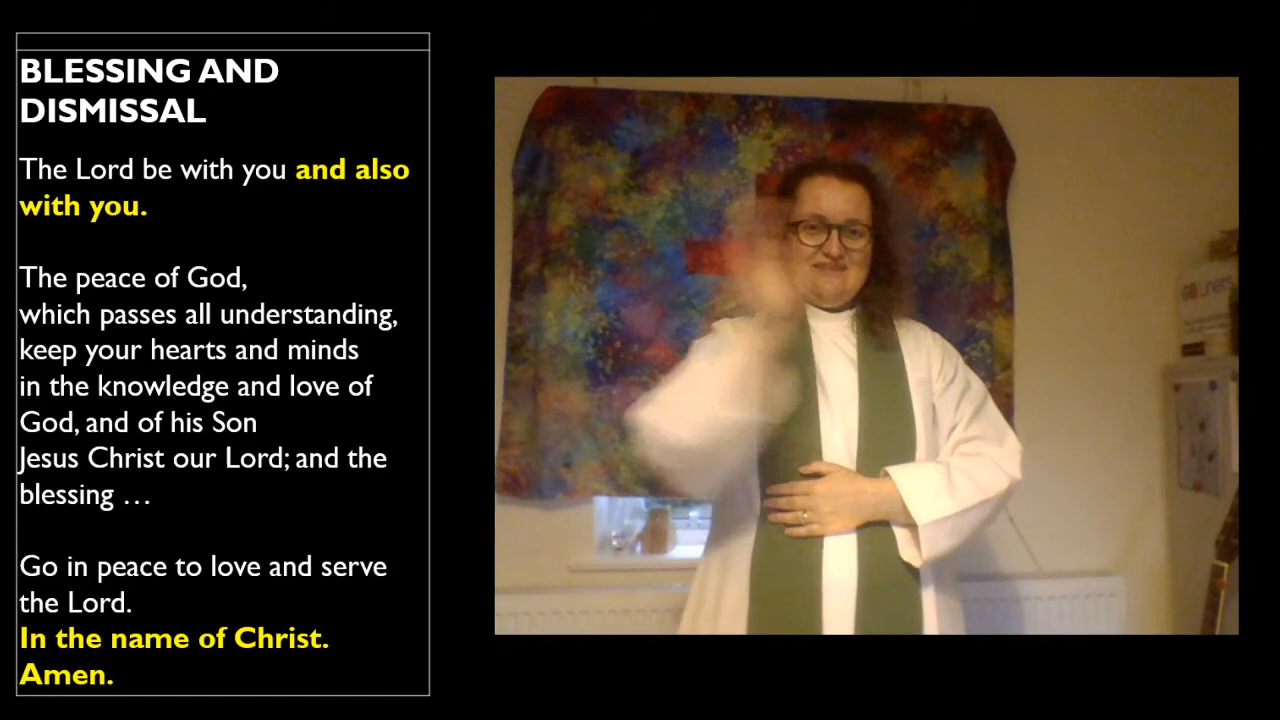 BLESSING AND
DISMISSAL
The Lord be with you and also
with you.
The peace of God,
which passes all understanding,
keep your hearts and minds
in the knowledge and love of
God, and of his Son
Jesus Christ our Lord; and the
blessing …
Go in peace to love and serve
the Lord.
In the name of Christ.
Amen.
Liners